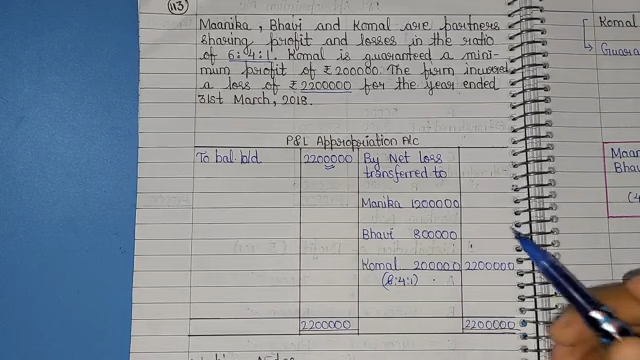 113
Maanika, Bhavi and Komal are partners
sharing profit and losses in the ratio
of 6:4:1. Komal is guaranteed a mini-
mum profit of ₹200000. The firm incurred
a loss of ₹2200000 for the year ended
31st March, 2018.
Komal
Guara
P&L Appropriation A/c
To bal. b/d 2200000 By Net loss
transferred to
Manika 1200000
Bhavi 800000
Komal 200000 2200000
(6:4:1)
2200000 2200000
Maan
Bhavi